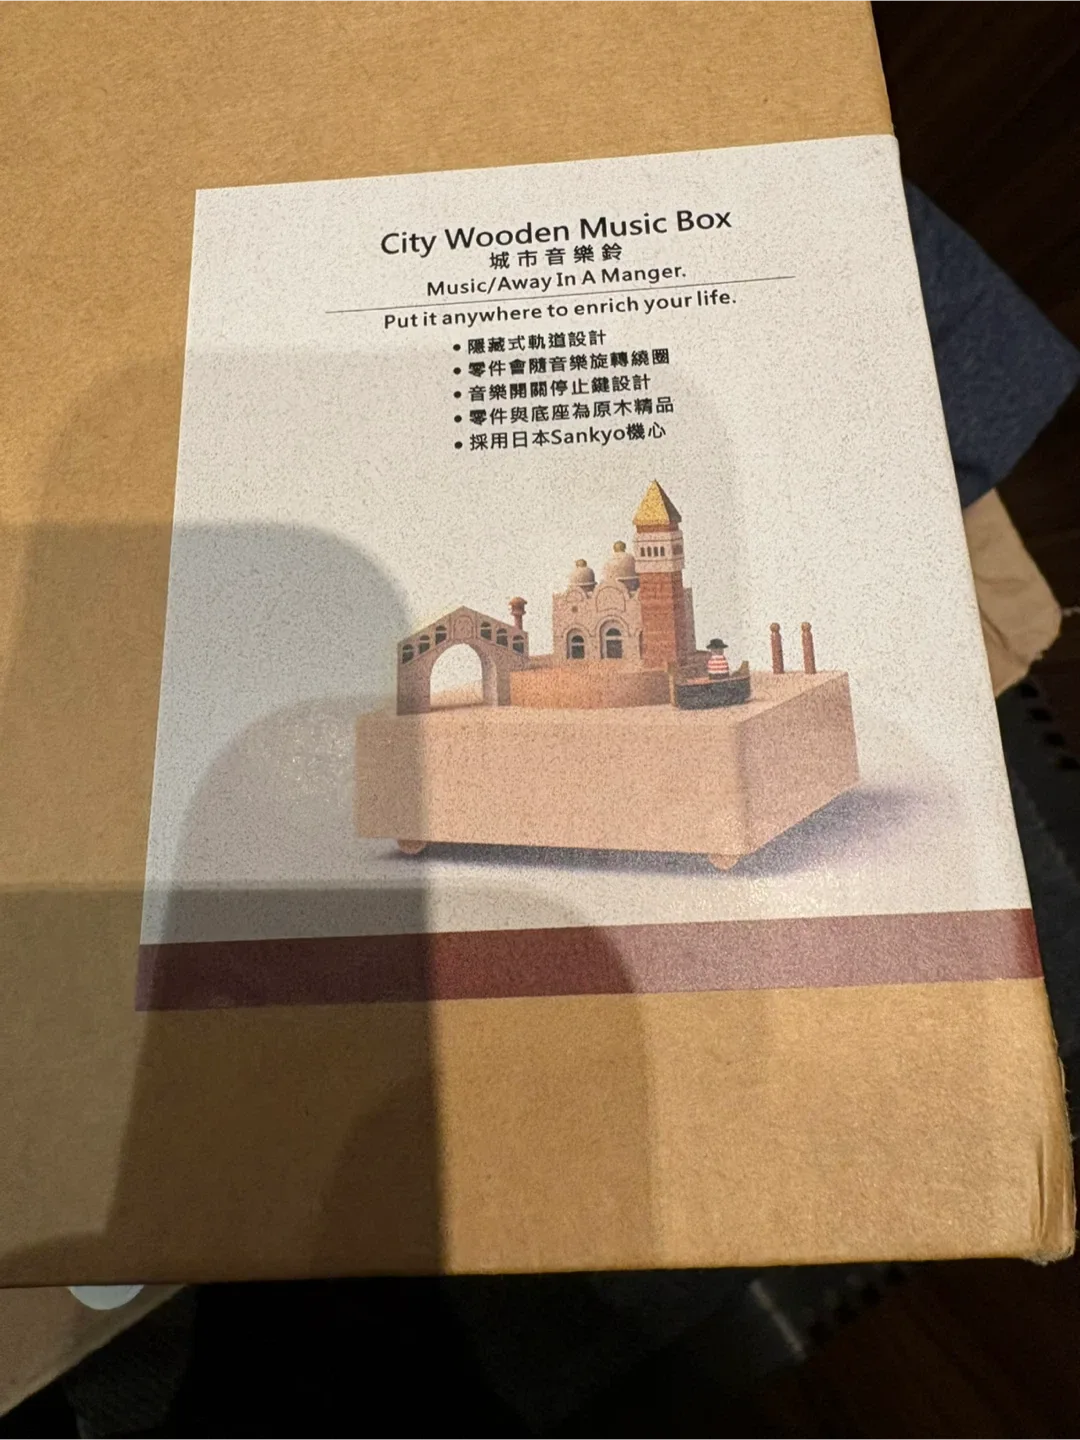 City Wooden Music Box
城市音樂鈴
Music/Away In A Manger.
Put it anywhere to enrich your life.
• 隱藏式軌道設計
• 零件會隨音樂旋轉繞圈
• 音樂開關停止鍵設計
• 零件與底座為原木精品
• 採用日本Sankyo機心